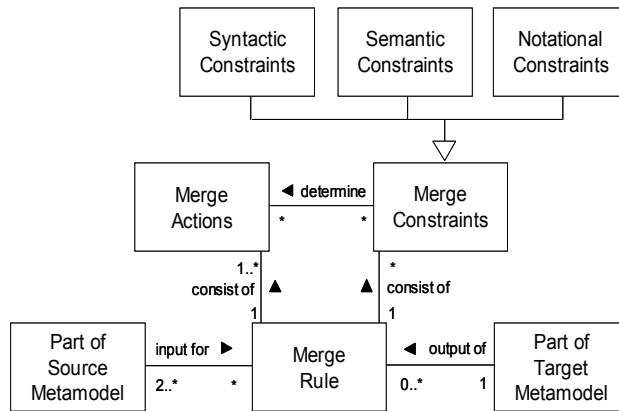 Syntactic
Constraints
Semantic
Constraints
Notational
Constraints
Merge
Actions
determine
*
*
Merge
Constraints
1..*
consist of
1
*
consist of
1
Part of
Source
Metamodel
input for
2..*
*
Merge
Rule
output of
0..*
1
Part of
Target
Metamodel